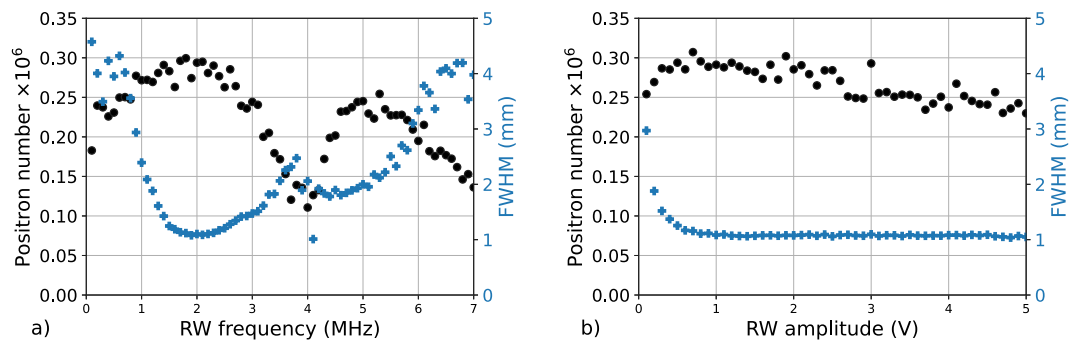 0.35
0.30
0.25
0.20
0.15
0.10
0.05
0.00
Positron number ×10⁶
0 1 2 3 4 5 6 7
RW frequency (MHz)
5
4
3
2
1
0
FWHM (mm)
a)
0.35
0.30
0.25
0.20
0.15
0.10
0.05
0.00
Positron number ×10⁶
0 1 2 3 4 5
RW amplitude (V)
5
4
3
2
1
0
FWHM (mm)
b)